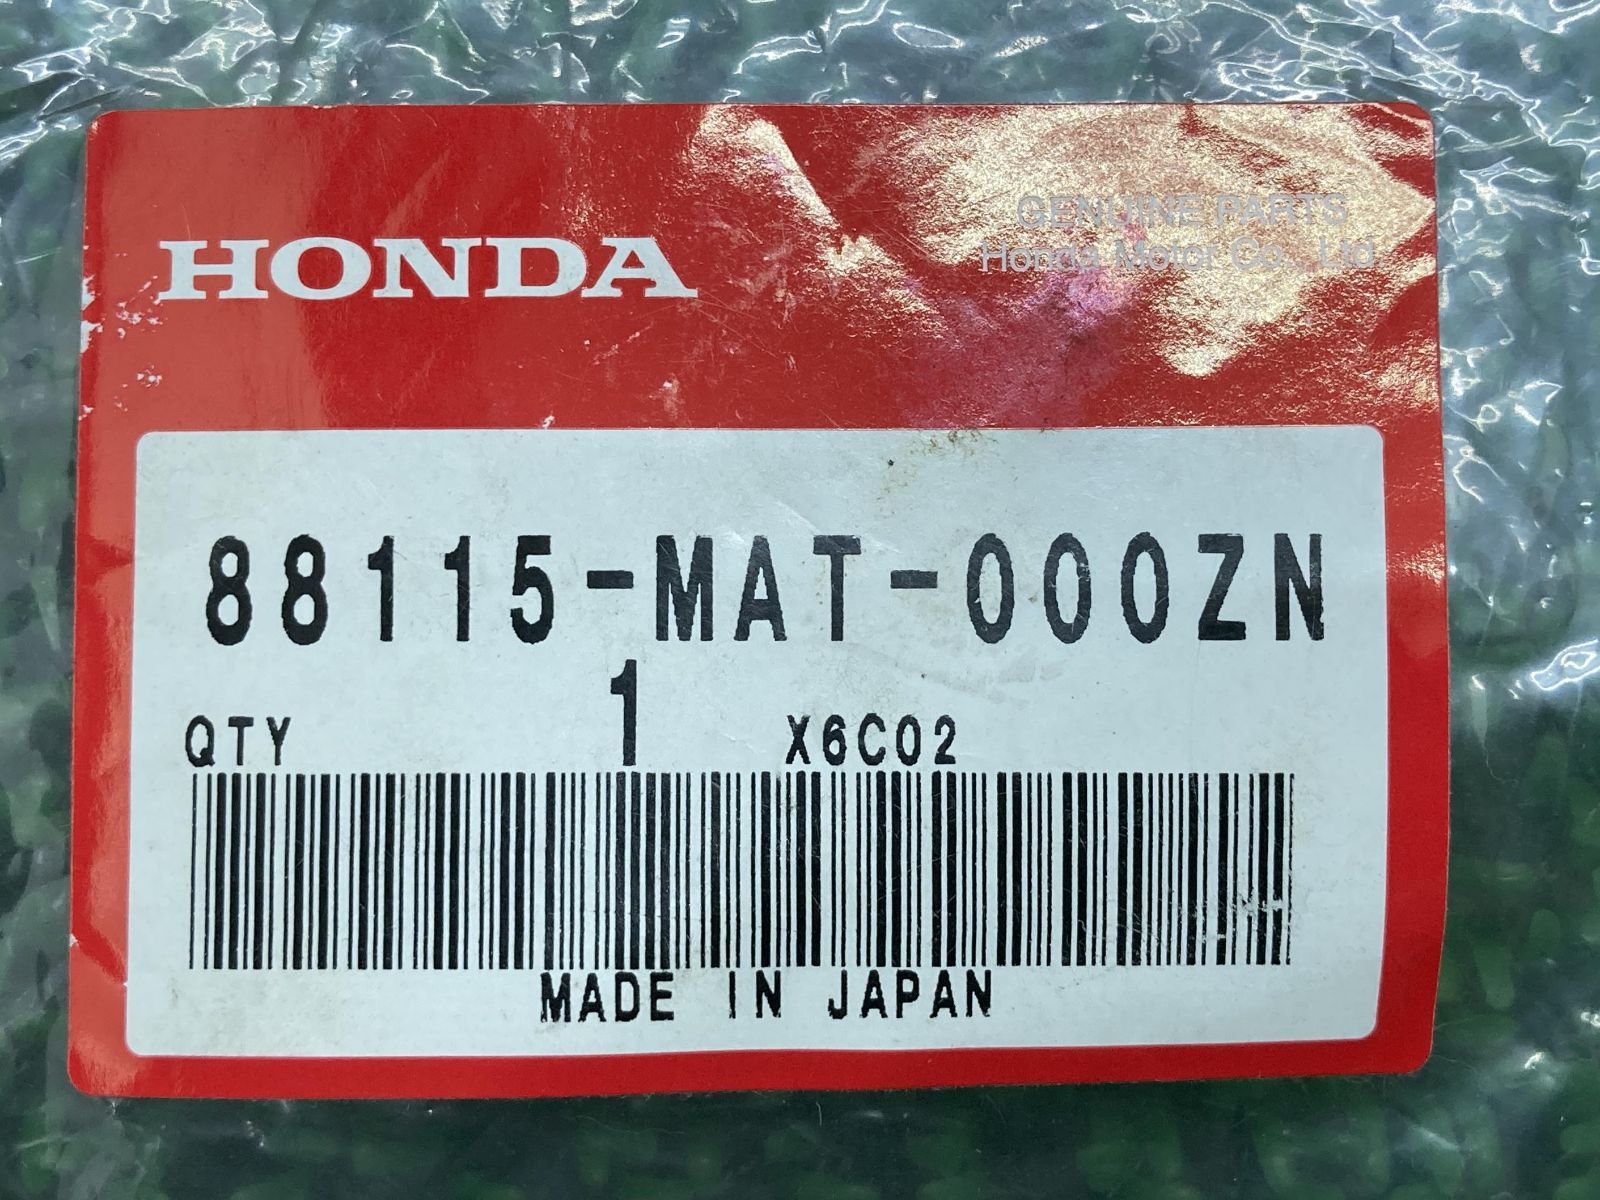 HONDA
GENUINE PARTS
Honda Motor Co., Ltd.
88115-MAT-000ZN
QTY 1 X6C02
MADE IN JAPAN